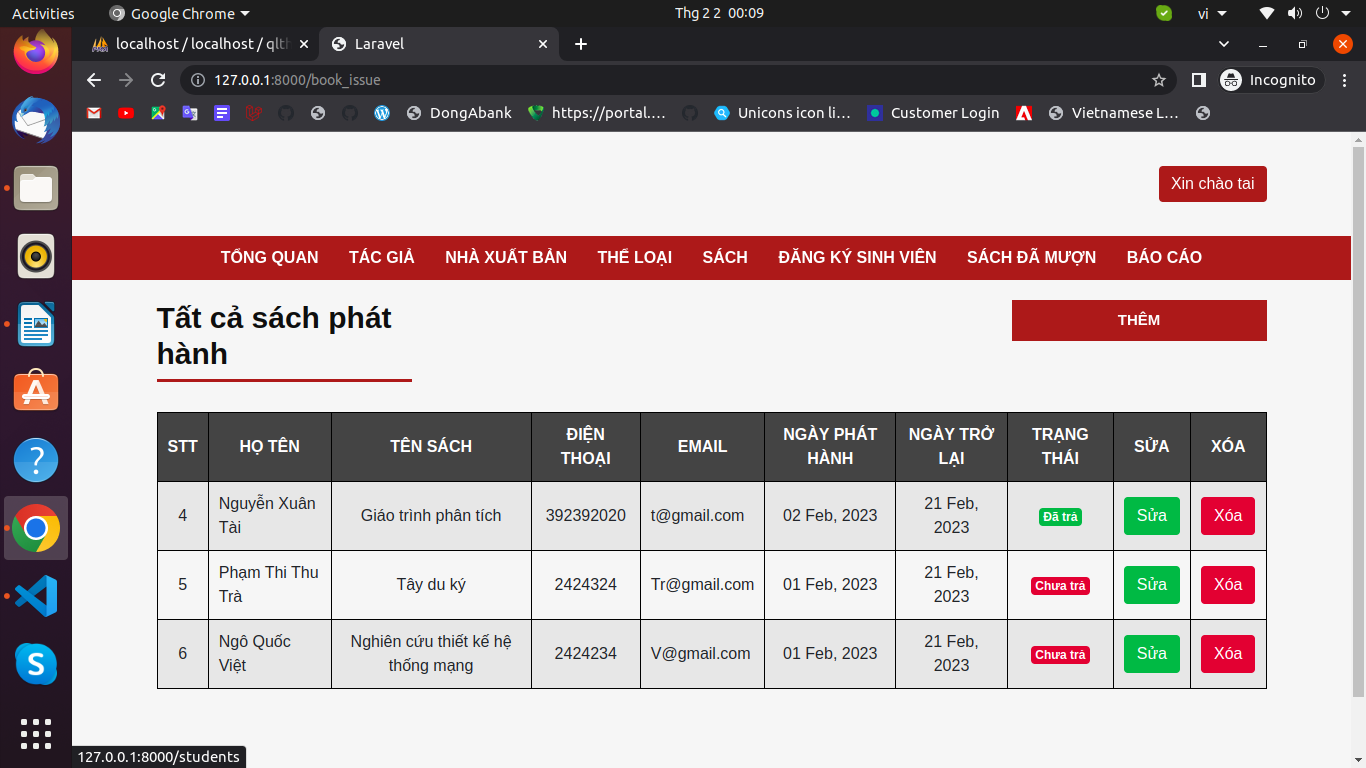 Activities Google Chrome Thg 2 2 00:09 vi
localhost / localhost / qlth Laravel
127.0.0.1:8000/book_issue Incognito
DongAbank https://portal.... Unicons icon li... Customer Login Vietnamese L...
Xin chào tai
TỔNG QUAN TÁC GIẢ NHÀ XUẤT BẢN THỂ LOẠI SÁCH ĐĂNG KÝ SINH VIÊN SÁCH ĐÃ MƯỢN BÁO CÁO
Tất cả sách phát
hành
THÊM
STT HỌ TÊN TÊN SÁCH ĐIỆN THOẠI EMAIL NGÀY PHÁT HÀNH NGÀY TRỞ LẠI TRẠNG THÁI SỬA XÓA
4 Nguyễn Xuân Tài Giáo trình phân tích 392392020 t@gmail.com 02 Feb, 2023 21 Feb, 2023 Đã trả Sửa Xóa
5 Phạm Thi Thu Trà Tây du ký 2424324 Tr@gmail.com 01 Feb, 2023 21 Feb, 2023 Chưa trả Sửa Xóa
6 Ngô Quốc Việt Nghiên cứu thiết kế hệ thống mạng 2424234 V@gmail.com 01 Feb, 2023 21 Feb, 2023 Chưa trả Sửa Xóa
127.0.0.1:8000/students